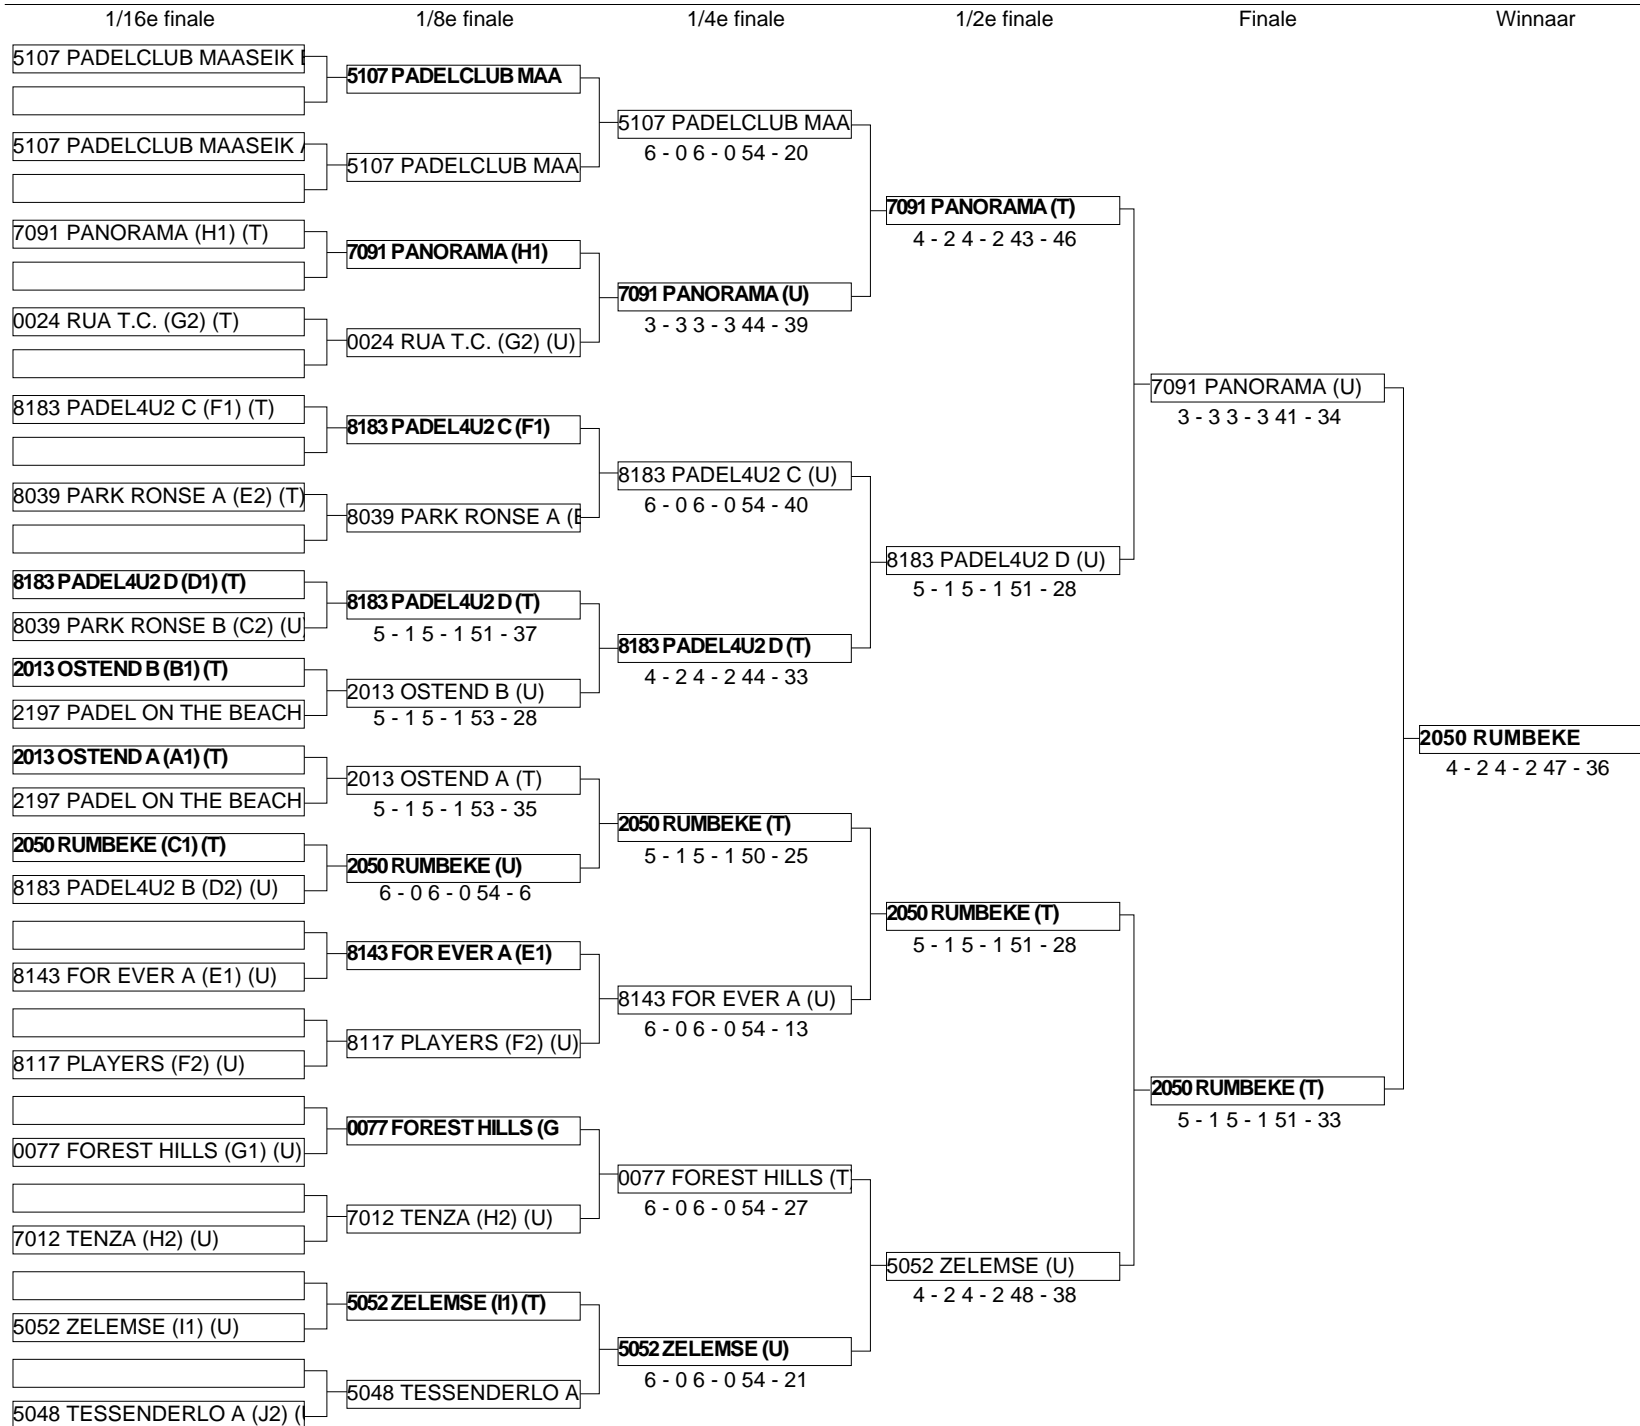 1/16e finale
1/8e finale
1/4e finale
1/2e finale
Finale
Winnaar
5107 PADELCLUB MAASEIK
5107 PADELCLUB MAASEIK
7091 PANORAMA (H1) (T)
0024 RUA T.C. (G2) (T)
8183 PADEL4U2 C (F1) (T)
8039 PARK RONSE A (E2) (T)
8183 PADEL4U2 D (D1) (T)
8039 PARK RONSE B (C2) (U
2013 OSTEND B (B1) (T)
2197 PADEL ON THE BEACH
2013 OSTEND A (A1) (T)
2197 PADEL ON THE BEACH
2050 RUMBEKE (C1) (T)
8183 PADEL4U2 B (D2) (U)
8143 FOR EVER A (E1) (U)
8117 PLAYERS (F2) (U)
0077 FOREST HILLS (G1) (U)
7012 TENZA (H2) (U)
5052 ZELEMSE (I1) (U)
5048 TESSENDERLO A (J2)
5107 PADELCLUB MAA
5107 PADELCLUB MAA
7091 PANORAMA (H1)
0024 RUA T.C. (G2) (U)
8183 PADEL4U2 C (F1)
8039 PARK RONSE A
8183 PADEL4U2 D (T)
5 - 1 5 - 1 51 - 37
2013 OSTEND B (U)
5 - 1 5 - 1 53 - 28
2013 OSTEND A (T)
5 - 1 5 - 1 53 - 35
2050 RUMBEKE (U)
6 - 0 6 - 0 54 - 6
8143 FOR EVER A (E1)
8117 PLAYERS (F2) (U)
0077 FOREST HILLS (G
7012 TENZA (H2) (U)
5052 ZELEMSE (I1) (T)
5048 TESSENDERLO A
5107 PADELCLUB MAA
6 - 0 6 - 0 54 - 20
7091 PANORAMA (U)
3 - 3 3 - 3 44 - 39
8183 PADEL4U2 C (U)
6 - 0 6 - 0 54 - 40
8183 PADEL4U2 D (T)
4 - 2 4 - 2 44 - 33
2050 RUMBEKE (T)
5 - 1 5 - 1 50 - 25
8143 FOR EVER A (U)
6 - 0 6 - 0 54 - 13
0077 FOREST HILLS (T
6 - 0 6 - 0 54 - 27
5052 ZELEMSE (U)
6 - 0 6 - 0 54 - 21
7091 PANORAMA (T)
4 - 2 4 - 2 43 - 46
8183 PADEL4U2 D (U)
5 - 1 5 - 1 51 - 28
2050 RUMBEKE (T)
5 - 1 5 - 1 51 - 28
5052 ZELEMSE (U)
4 - 2 4 - 2 48 - 38
7091 PANORAMA (U)
3 - 3 3 - 3 41 - 34
2050 RUMBEKE (T)
5 - 1 5 - 1 51 - 33
2050 RUMBEKE
4 - 2 4 - 2 47 - 36